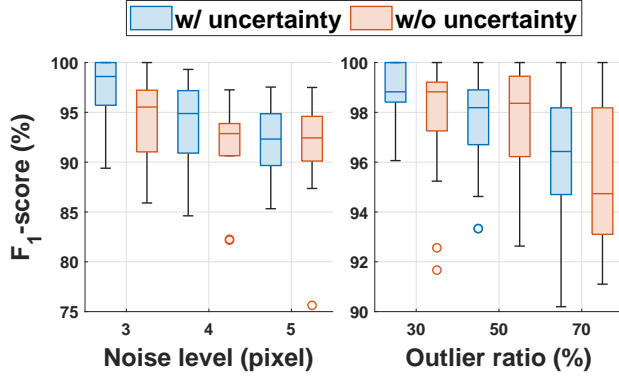 w/ uncertainty w/o uncertainty
F1-score (%)
100
95
90
85
80
75
3 4 5
Noise level (pixel)
100
98
96
94
92
90
30 50 70
Outlier ratio (%)